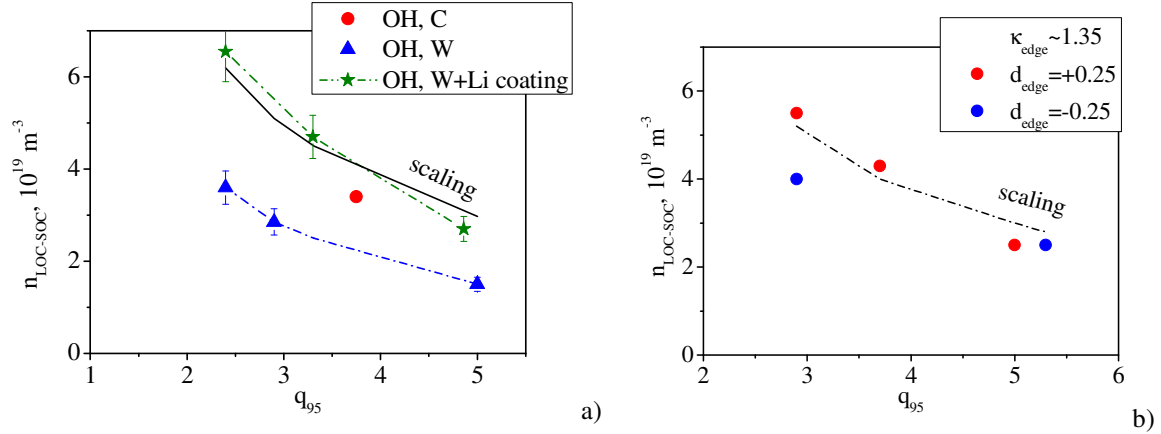 OH, C
OH, W
OH, W+Li coating
n_LOC-SOC, 10^19 m^-3
6
4
2
0
scaling
1
2
3
4
5
q_95
a)
κ_edge~1.35
d_edge=+0.25
d_edge=-0.25
n_LOC-SOC, 10^19 m^-3
6
4
2
0
scaling
2
3
4
5
6
q_95
b)